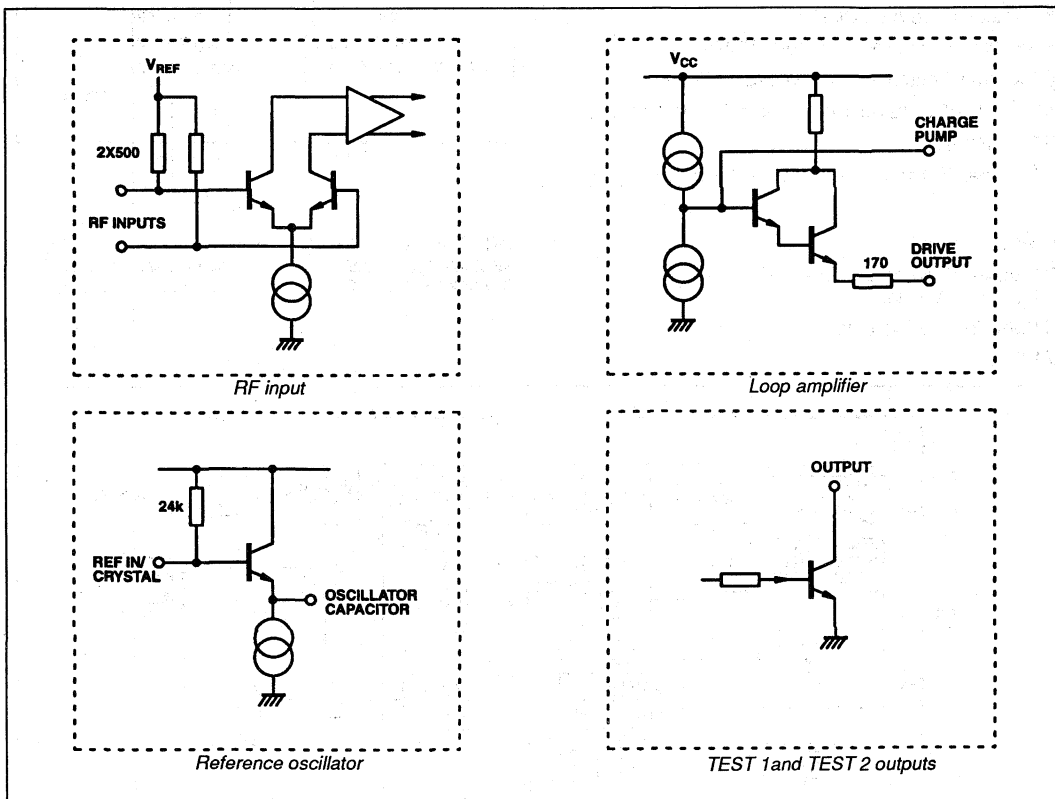 VREF
2X500
RF INPUTS
RF input
VCC
CHARGE
PUMP
170
DRIVE
OUTPUT
Loop amplifier
24k
REF IN/
CRYSTAL
OSCILLATOR
CAPACITOR
Reference oscillator
OUTPUT
TEST 1and TEST 2 outputs